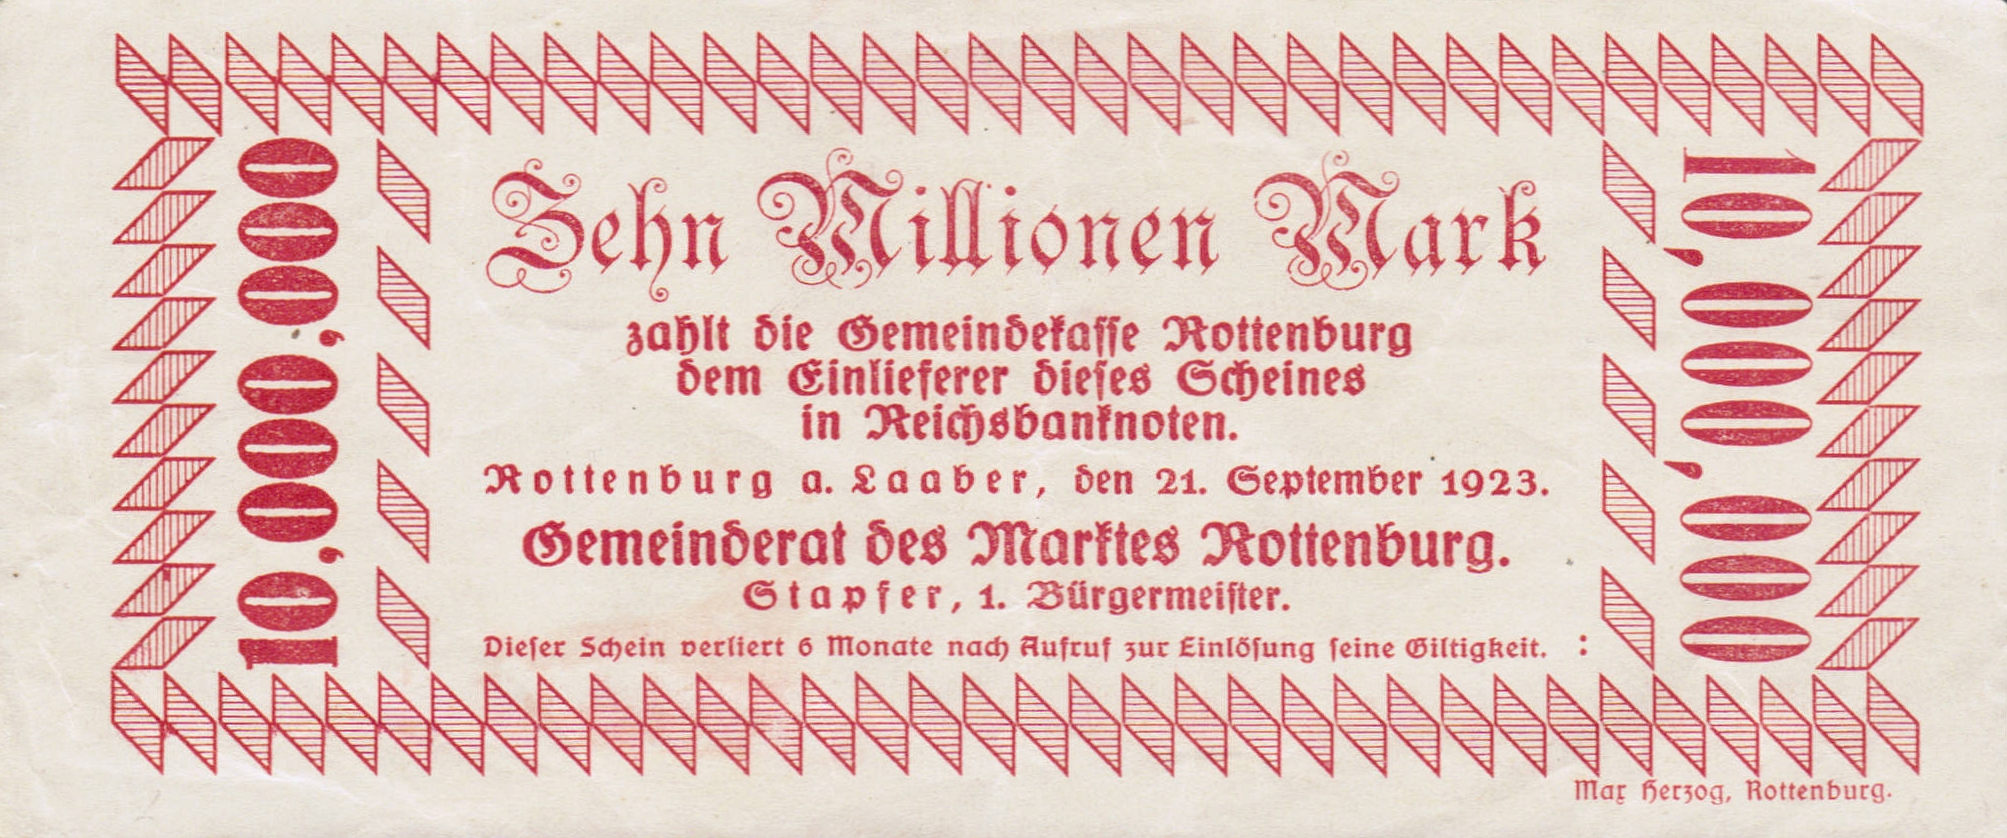 10,000,000
Zehn Millionen Mark
zahlt die Gemeindekasse Rottenburg
dem Einlieferer dieses Scheines
in Reichsbanknoten.
Rottenburg a. Laaber, den 21. September 1923.
Gemeinderat des Marktes Rottenburg.
Stapfer, 1. Bürgermeister.
Dieser Schein verliert 6 Monate nach Aufruf zur Einlösung seine Giltigkeit. :
10,000,000
Max Herzog, Rottenburg.